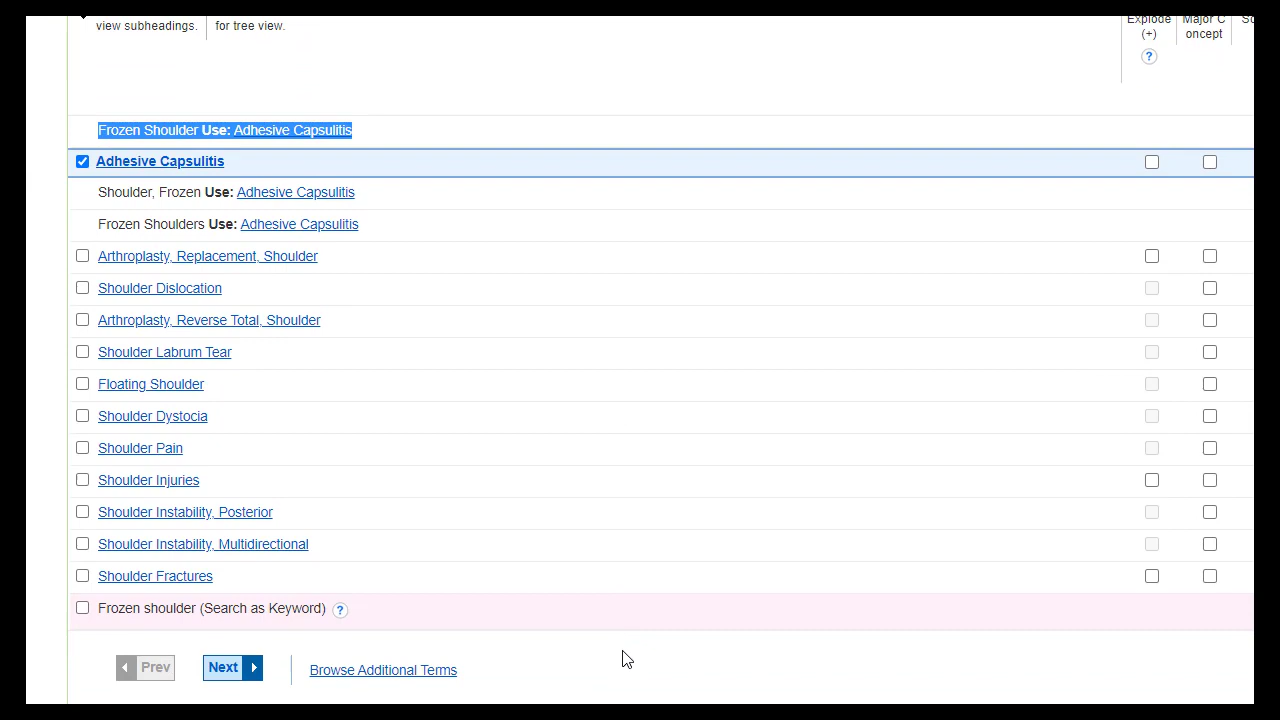 view subheadings.
for tree view.
Explode
(+)
?
Major C
oncept
Frozen Shoulder Use: Adhesive Capsulitis
Adhesive Capsulitis
Shoulder, Frozen Use: Adhesive Capsulitis
Frozen Shoulders Use: Adhesive Capsulitis
Arthroplasty, Replacement, Shoulder
Shoulder Dislocation
Arthroplasty, Reverse Total, Shoulder
Shoulder Labrum Tear
Floating Shoulder
Shoulder Dystocia
Shoulder Pain
Shoulder Injuries
Shoulder Instability, Posterior
Shoulder Instability, Multidirectional
Shoulder Fractures
Frozen shoulder (Search as Keyword) ?
Prev
Next
Browse Additional Terms